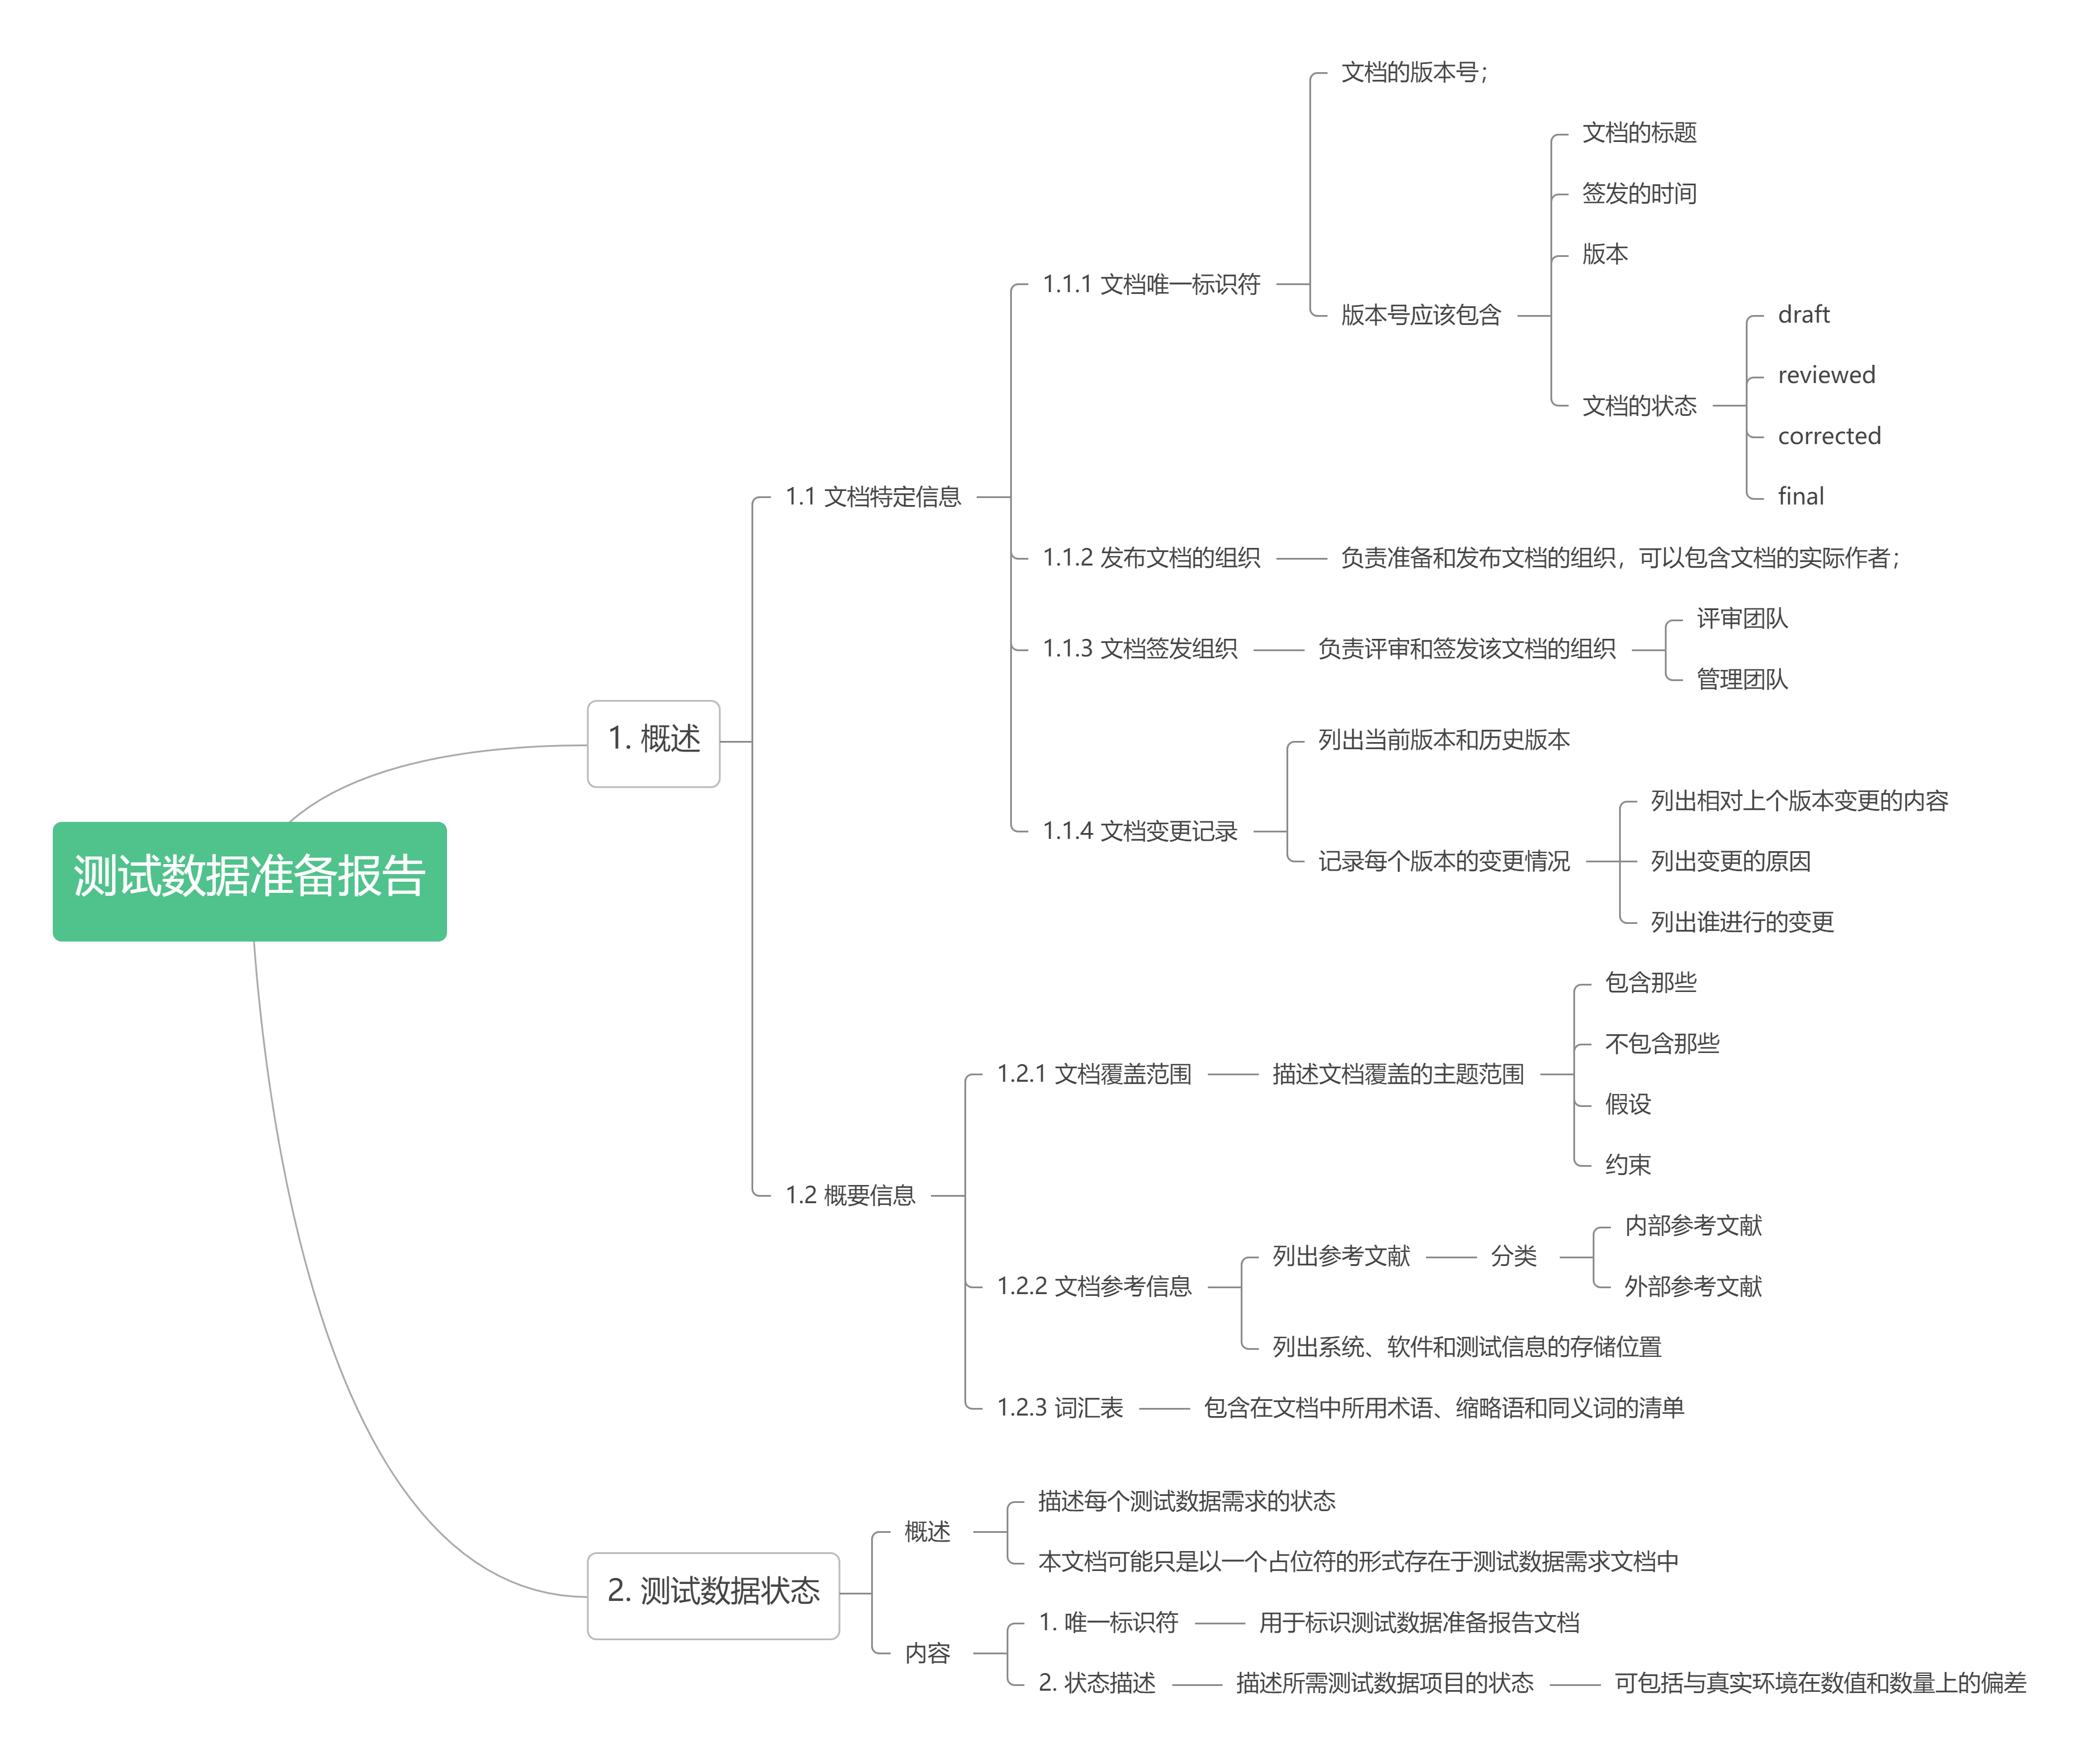 测试数据准备报告
1. 概述
1.1 文档特定信息
1.1.1 文档唯一标识符
文档的版本号；
版本号应该包含
文档的标题
签发的时间
版本
文档的状态
draft
reviewed
corrected
final
1.1.2 发布文档的组织
负责准备和发布文档的组织，可以包含文档的实际作者；
1.1.3 文档签发组织
负责评审和签发该文档的组织
评审团队
管理团队
1.1.4 文档变更记录
列出当前版本和历史版本
记录每个版本的变更情况
列出相对上个版本变更的内容
列出变更的原因
列出谁进行的变更
1.2 概要信息
1.2.1 文档覆盖范围
描述文档覆盖的主题范围
包含那些
不包含那些
假设
约束
1.2.2 文档参考信息
列出参考文献
分类
内部参考文献
外部参考文献
列出系统、软件和测试信息的存储位置
1.2.3 词汇表
包含在文档中所用术语、缩略语和同义词的清单
2. 测试数据状态
概述
描述每个测试数据需求的状态
本文档可能只是以一个占位符的形式存在于测试数据需求文档中
内容
1. 唯一标识符
用于标识测试数据准备报告文档
2. 状态描述
描述所需测试数据项目的状态
可包括与真实环境在数值和数量上的偏差